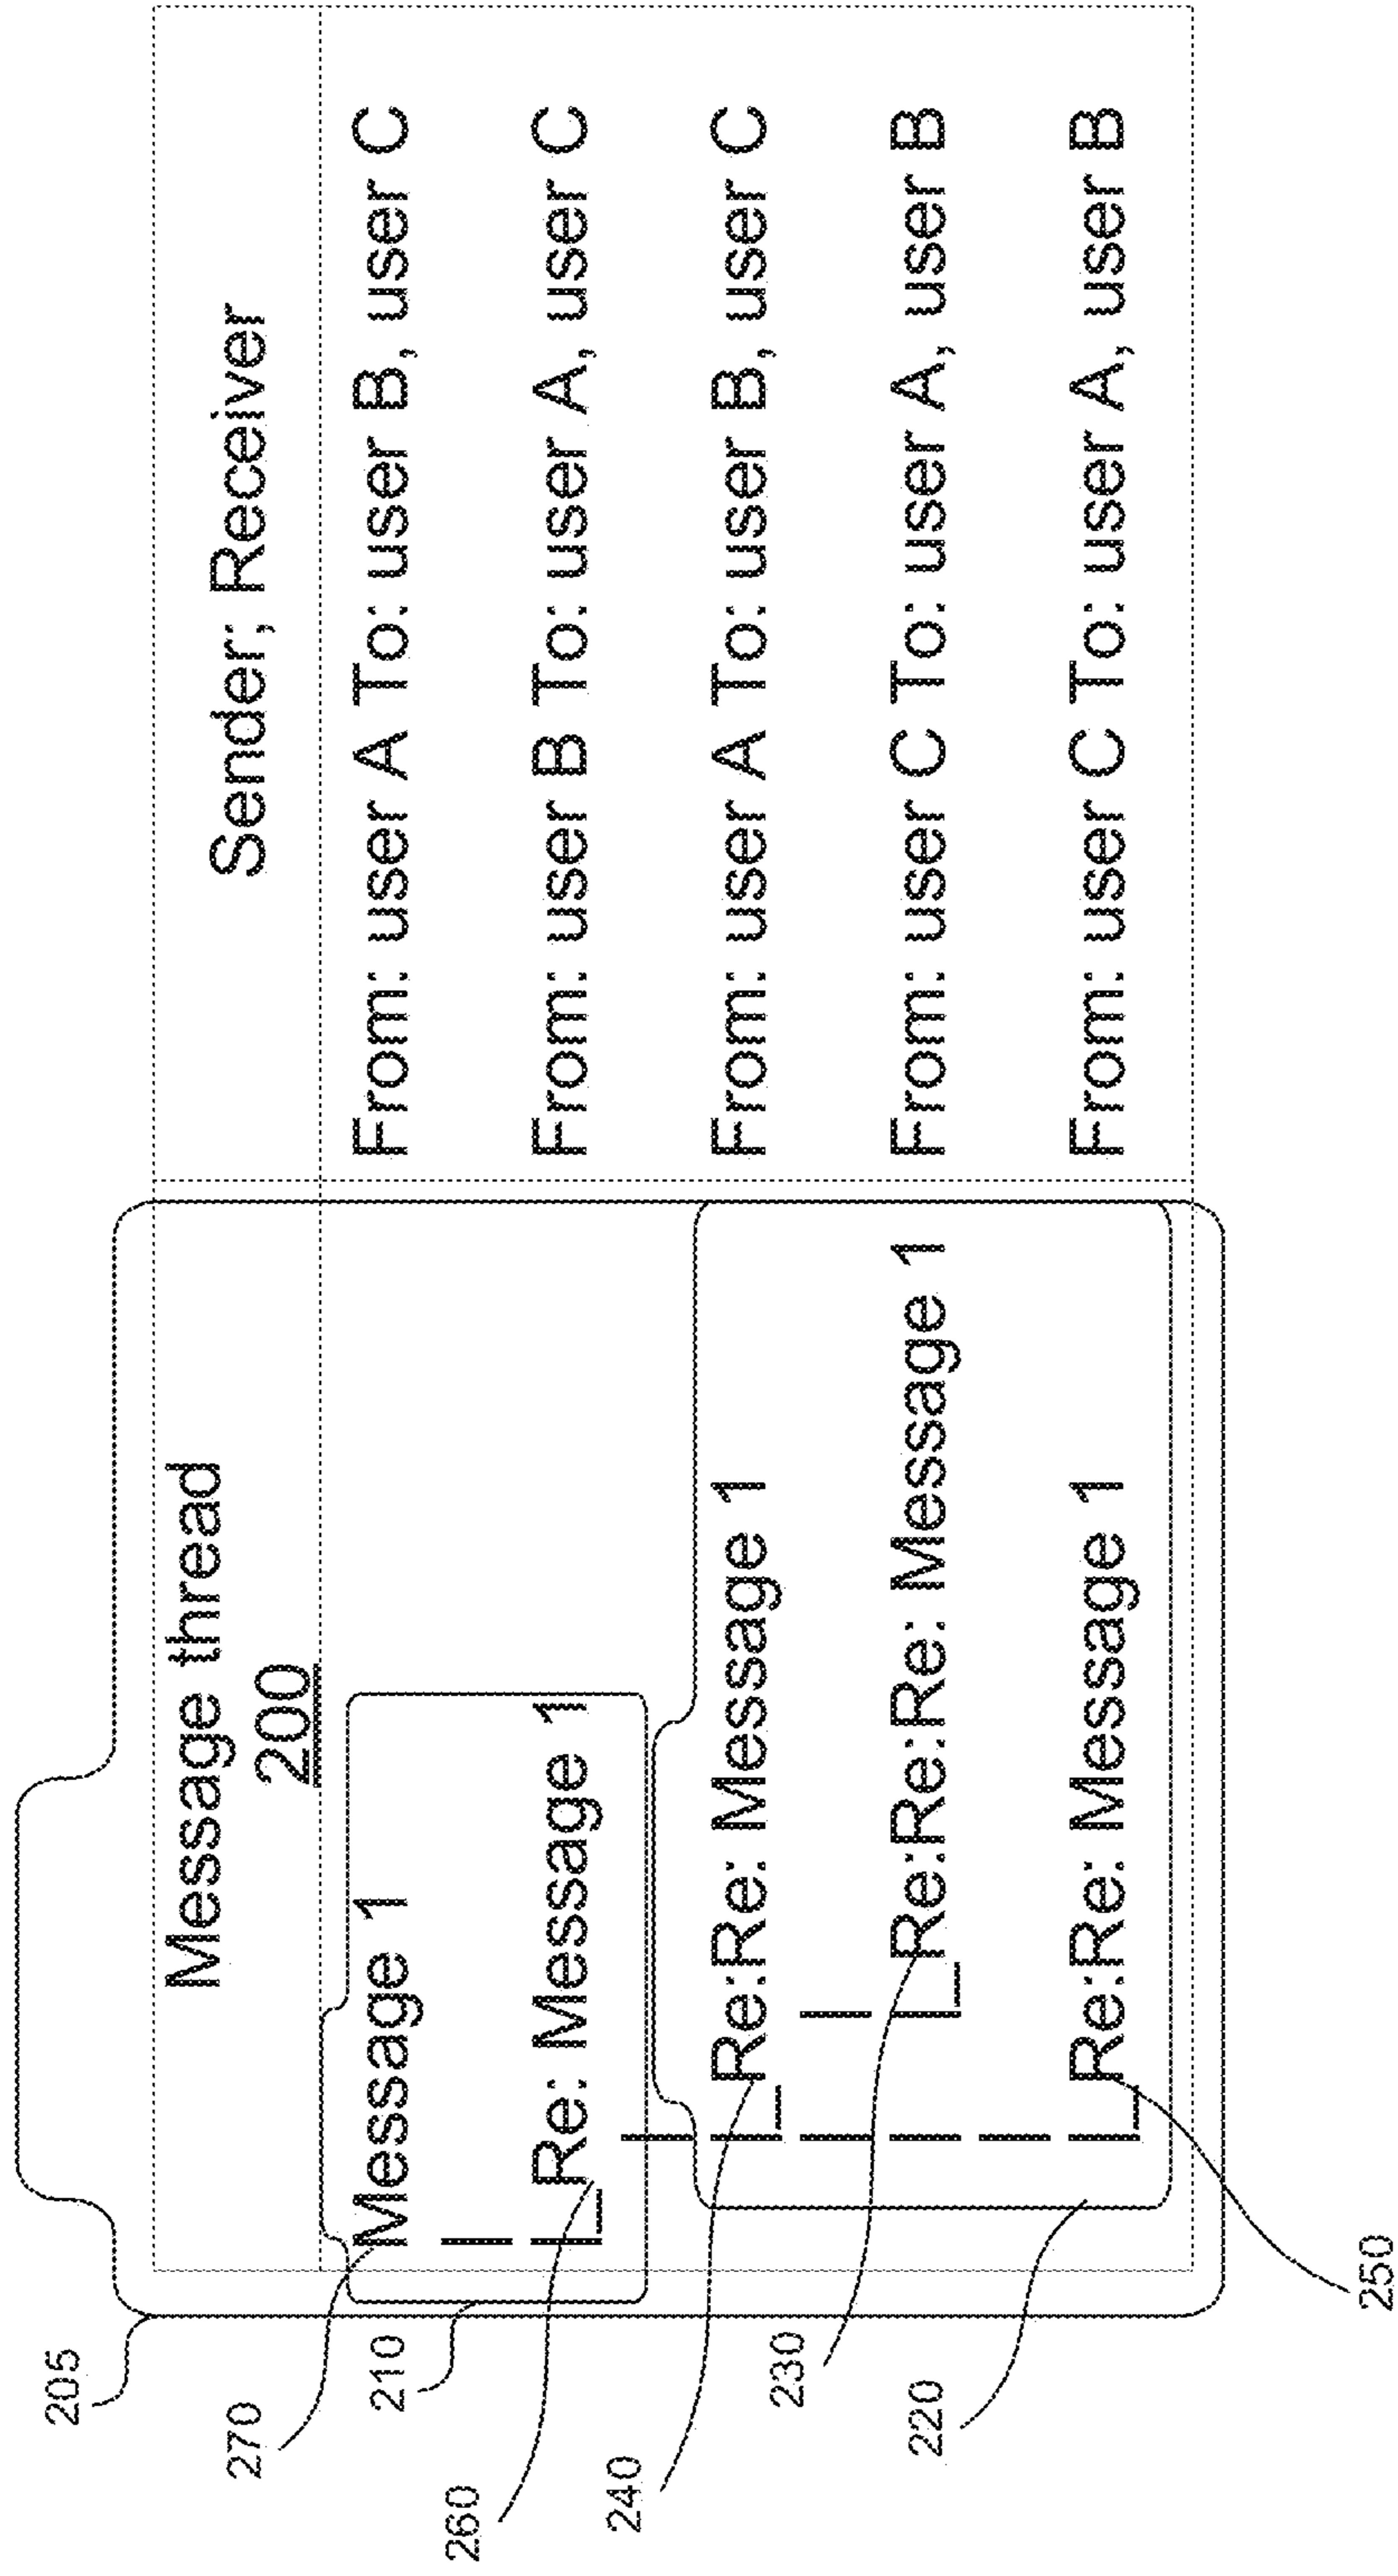 Message thread
200
Sender; Receiver
Message 1
From: user A To: user B, user C
Re: Message 1
From: user B To: user A, user C
Re:Re: Message 1
From: user A To: user B, user C
Re:Re:Re: Message 1
From: user C To: user A, user B
Re:Re: Message 1
From: user C To: user A, user B
205
270
210
260
240
230
220
250